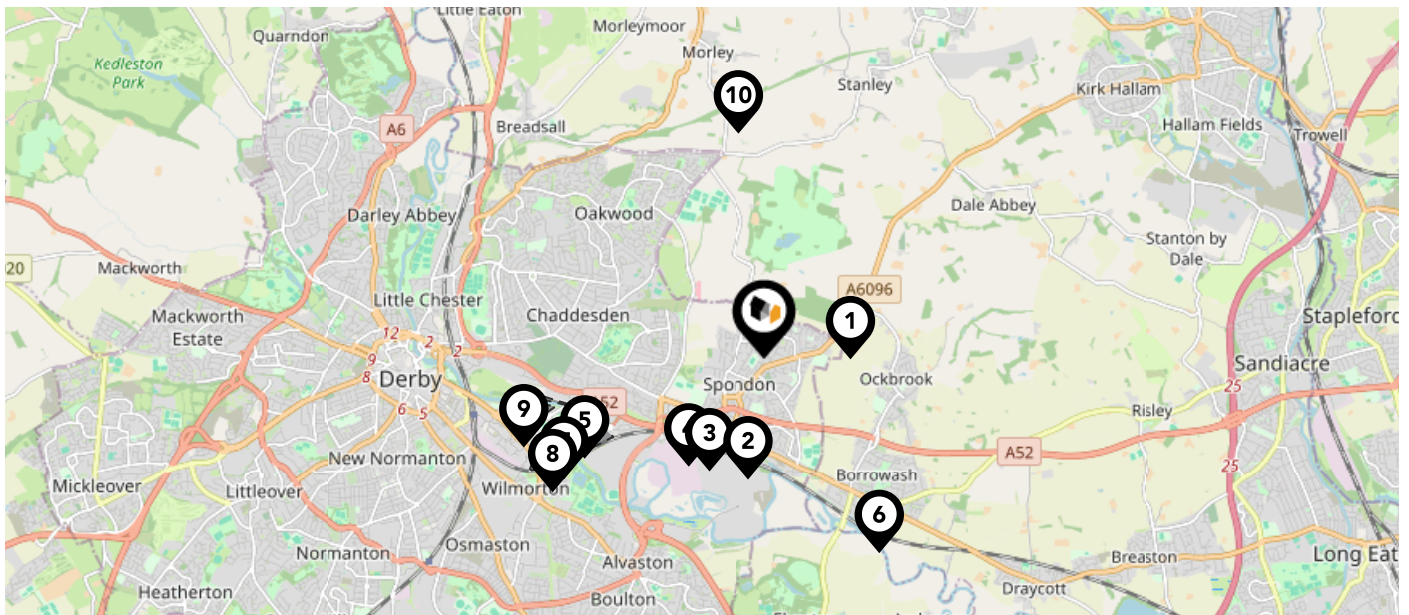 Little Eaton
Morleymoor
Quarndon
Morley
Kedleston
Park
Stanley
Kirk Hallam
10
A6
Breadsall
Hallam Fields
Trowell
Darley Abbey
Oakwood
Dale Abbey
Stanton by
Dale
20
Mackworth
A6096
Little Chester
Mackworth
Estate
Chaddesden
1
Stapleford
12
2
2
9
8
Derby
Sandiacre
Spondon
Ockbrook
25
6
5
9
A52
5
Risley
3
2
8
New Normanton
A52
25
Mickleover
Littleover
Wilmorton
Borrowash
6
Normanton
Osmaston
Alvaston
Breaston
Long Eat
Heatherton
Boulton
Draycott